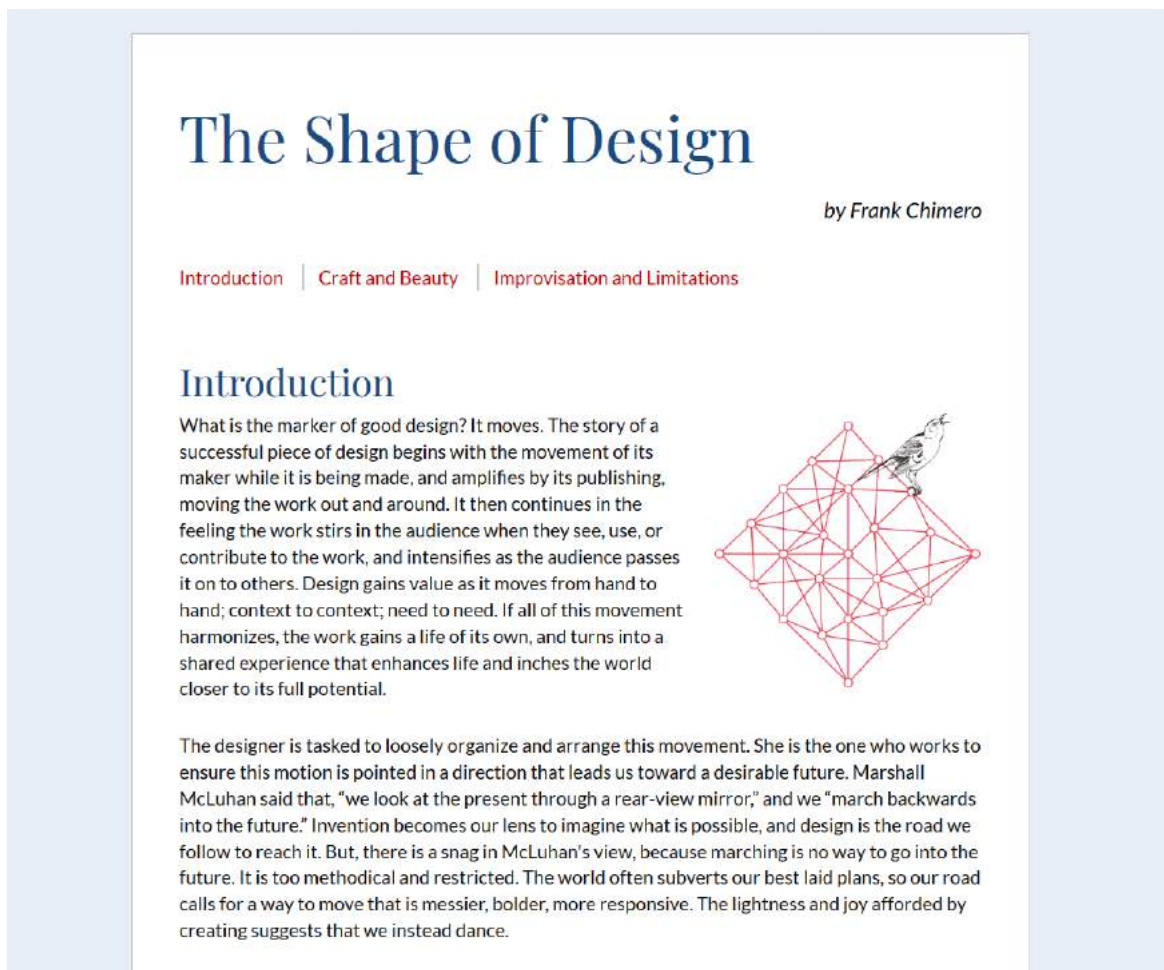 The Shape of Design
by Frank Chimero
Introduction
Craft and Beauty
Improvisation and Limitations
Introduction
What is the marker of good design? It moves. The story of a
successful piece of design begins with the movement of its
maker while it is being made, and amplifies by its publishing,
moving the work out and around. It then continues in the
feeling the work stirs in the audience when they see, use, or
contribute to the work, and intensifies as the audience passes
it on to others. Design gains value as it moves from hand to
hand; context to context; need to need. If all of this movement
harmonizes, the work gains a life of its own, and turns into a
shared experience that enhances life and inches the world
closer to its full potential.
The designer is tasked to loosely organize and arrange this movement. She is the one who works to
ensure this motion is pointed in a direction that leads us toward a desirable future. Marshall
McLuhan said that, “we look at the present through a rear-view mirror,” and we “march backwards
into the future.” Invention becomes our lens to imagine what is possible, and design is the road we
follow to reach it. But, there is a snag in McLuhan's view, because marching is no way to go into the
future. It is too methodical and restricted. The world often subverts our best laid plans, so our road
calls for a way to move that is messier, bolder, more responsive. The lightness and joy afforded by
creating suggests that we instead dance.